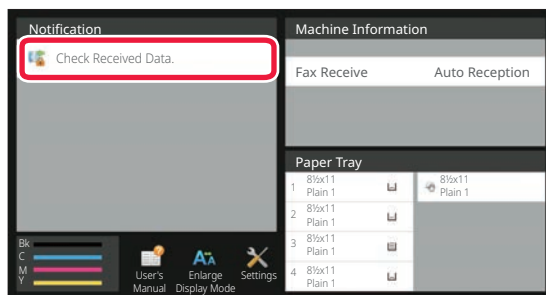 Notification
Check Received Data.
Machine Information
Fax Receive Auto Reception
Paper Tray
1 8½x11
Plain 1
8½x11
Plain 1
2 8½x11
Plain 1
3 8½x11
Plain 1
4 8½x11
Plain 1
Bk
C
M
Y
User's
Manual
Enlarge
Display Mode
Settings